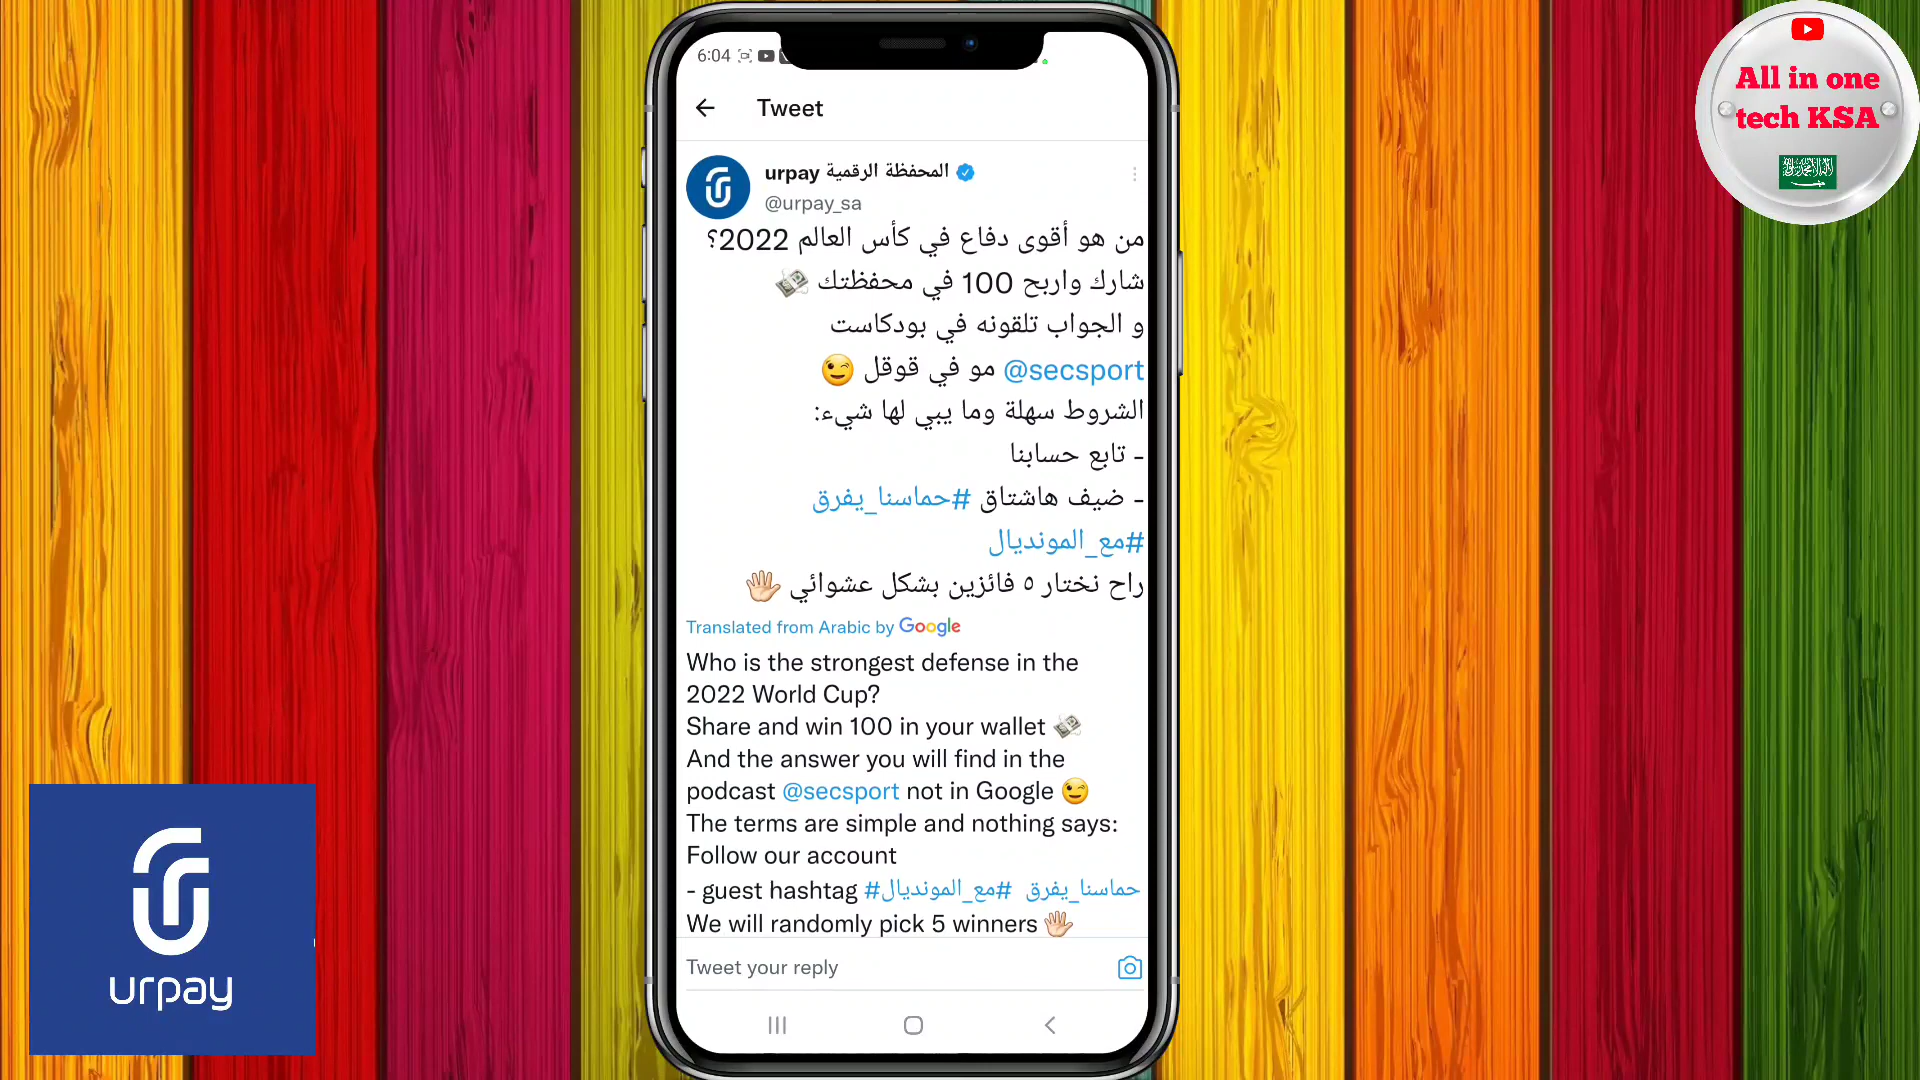 6:04
Tweet
urpay المحفظة الرقمية
@urpay_sa
من هو أقوى دفاع في كأس العالم 2022؟
شارك واربح 100 في محفظتك 💸
و الجواب تلقونه في بودكاست
@secsport مو في قوقل 😉
الشروط سهلة وما يبي لها شيء:
- تابع حسابنا
- ضيف هاشتاق #حماسنا_يفرق
#مع_المونديال
راح نختار ٥ فائزين بشكل عشوائي 👋🏻
Translated from Arabic by Google
Who is the strongest defense in the
2022 World Cup?
Share and win 100 in your wallet 💸
And the answer you will find in the
podcast @secsport not in Google 😉
The terms are simple and nothing says:
Follow our account
- guest hashtag #حماسنا_يفرق #مع_المونديال
We will randomly pick 5 winners 👋🏻
Tweet your reply
All in one
tech KSA
urpay